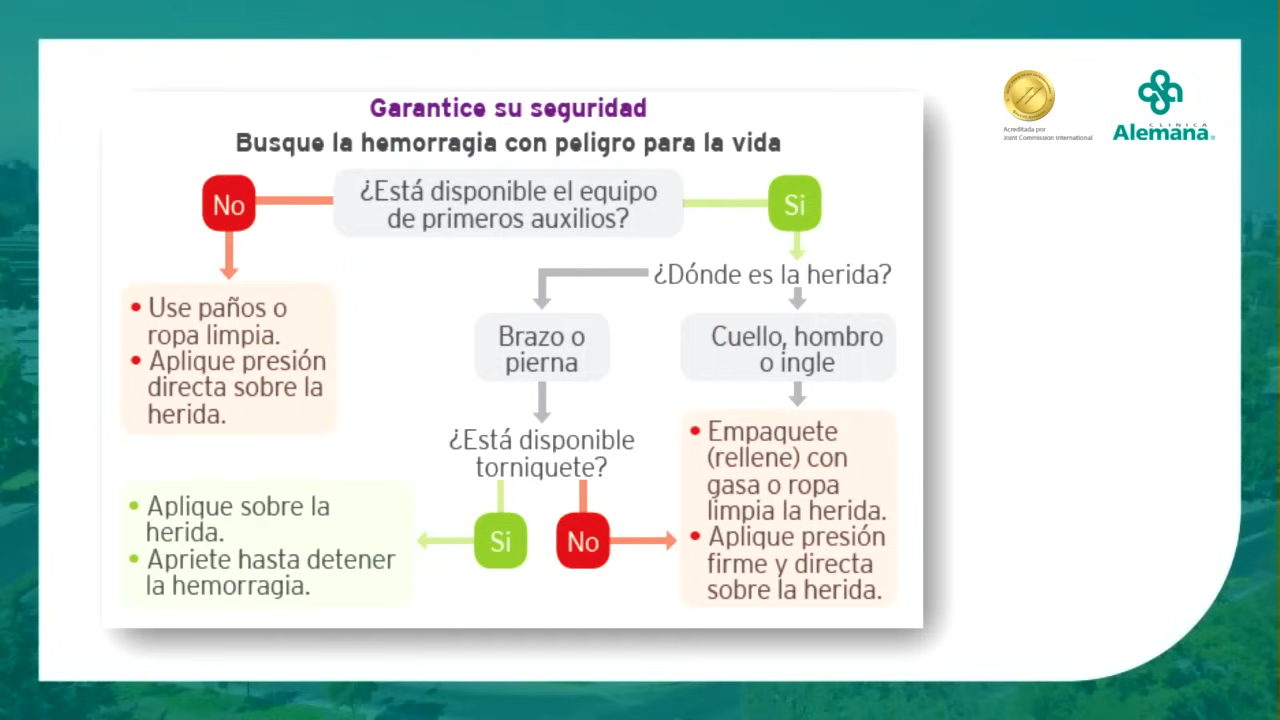 Garantice su seguridad
Busque la hemorragia con peligro para la vida
¿Está disponible el equipo
de primeros auxilios?
No
Si
¿Dónde es la herida?
• Use paños o
ropa limpia.
• Aplique presión
directa sobre la
herida.
Brazo o
pierna
Cuello, hombro
o ingle
¿Está disponible
torniquete?
Si
No
• Aplique sobre la
herida.
• Apriete hasta detener
la hemorragia.
• Empaquete
(rellene) con
gasa o ropa
limpia la herida.
• Aplique presión
firme y directa
sobre la herida.
Acreditada por
Joint Commission International
CLINICA
Alemana